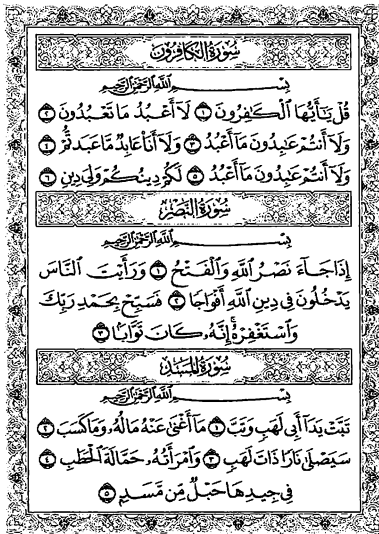 سُورَةُ الكَافِرُونَ
بِسْمِ اللَّهِ الرَّحْمَٰنِ الرَّحِيمِ
قُلْ يَٰٓأَيُّهَا ٱلْكَٰفِرُونَ ١ لَآ أَعْبُدُ مَا تَعْبُدُونَ ٢
وَلَآ أَنتُمْ عَٰبِدُونَ مَآ أَعْبُدُ ٣ وَلَآ أَنَا۠ عَابِدٌ مَّا عَبَدتُّمْ ٤
وَلَآ أَنتُمْ عَٰبِدُونَ مَآ أَعْبُدُ ٥ لَكُمْ دِينُكُمْ وَلِىَ دِينِ ٦
سُورَةُ النَّصْرِ
بِسْمِ اللَّهِ الرَّحْمَٰنِ الرَّحِيمِ
إِذَا جَآءَ نَصْرُ ٱللَّهِ وَٱلْفَتْحُ ١ وَرَأَيْتَ ٱلنَّاسَ
يَدْخُلُونَ فِى دِينِ ٱللَّهِ أَفْوَاجًا ٢ فَسَبِّحْ بِحَمْدِ رَبِّكَ
وَٱسْتَغْفِرْهُ ۚ إِنَّهُۥ كَانَ تَوَّابًۢا ٣
سُورَةُ المَسَدِ
بِسْمِ اللَّهِ الرَّحْمَٰنِ الرَّحِيمِ
تَبَّتْ يَدَآ أَبِى لَهَبٍ وَتَبَّ ١ مَآ أَغْنَىٰ عَنْهُ مَالُهُۥ وَمَا كَسَبَ ٢
سَيَصْلَىٰ نَارًا ذَاتَ لَهَبٍ ٣ وَٱمْرَأَتُهُۥ حَمَّالَةَ ٱلْحَطَبِ ٤
فِى جِيدِهَا حَبْلٌ مِّن مَّسَدٍۭ ٥